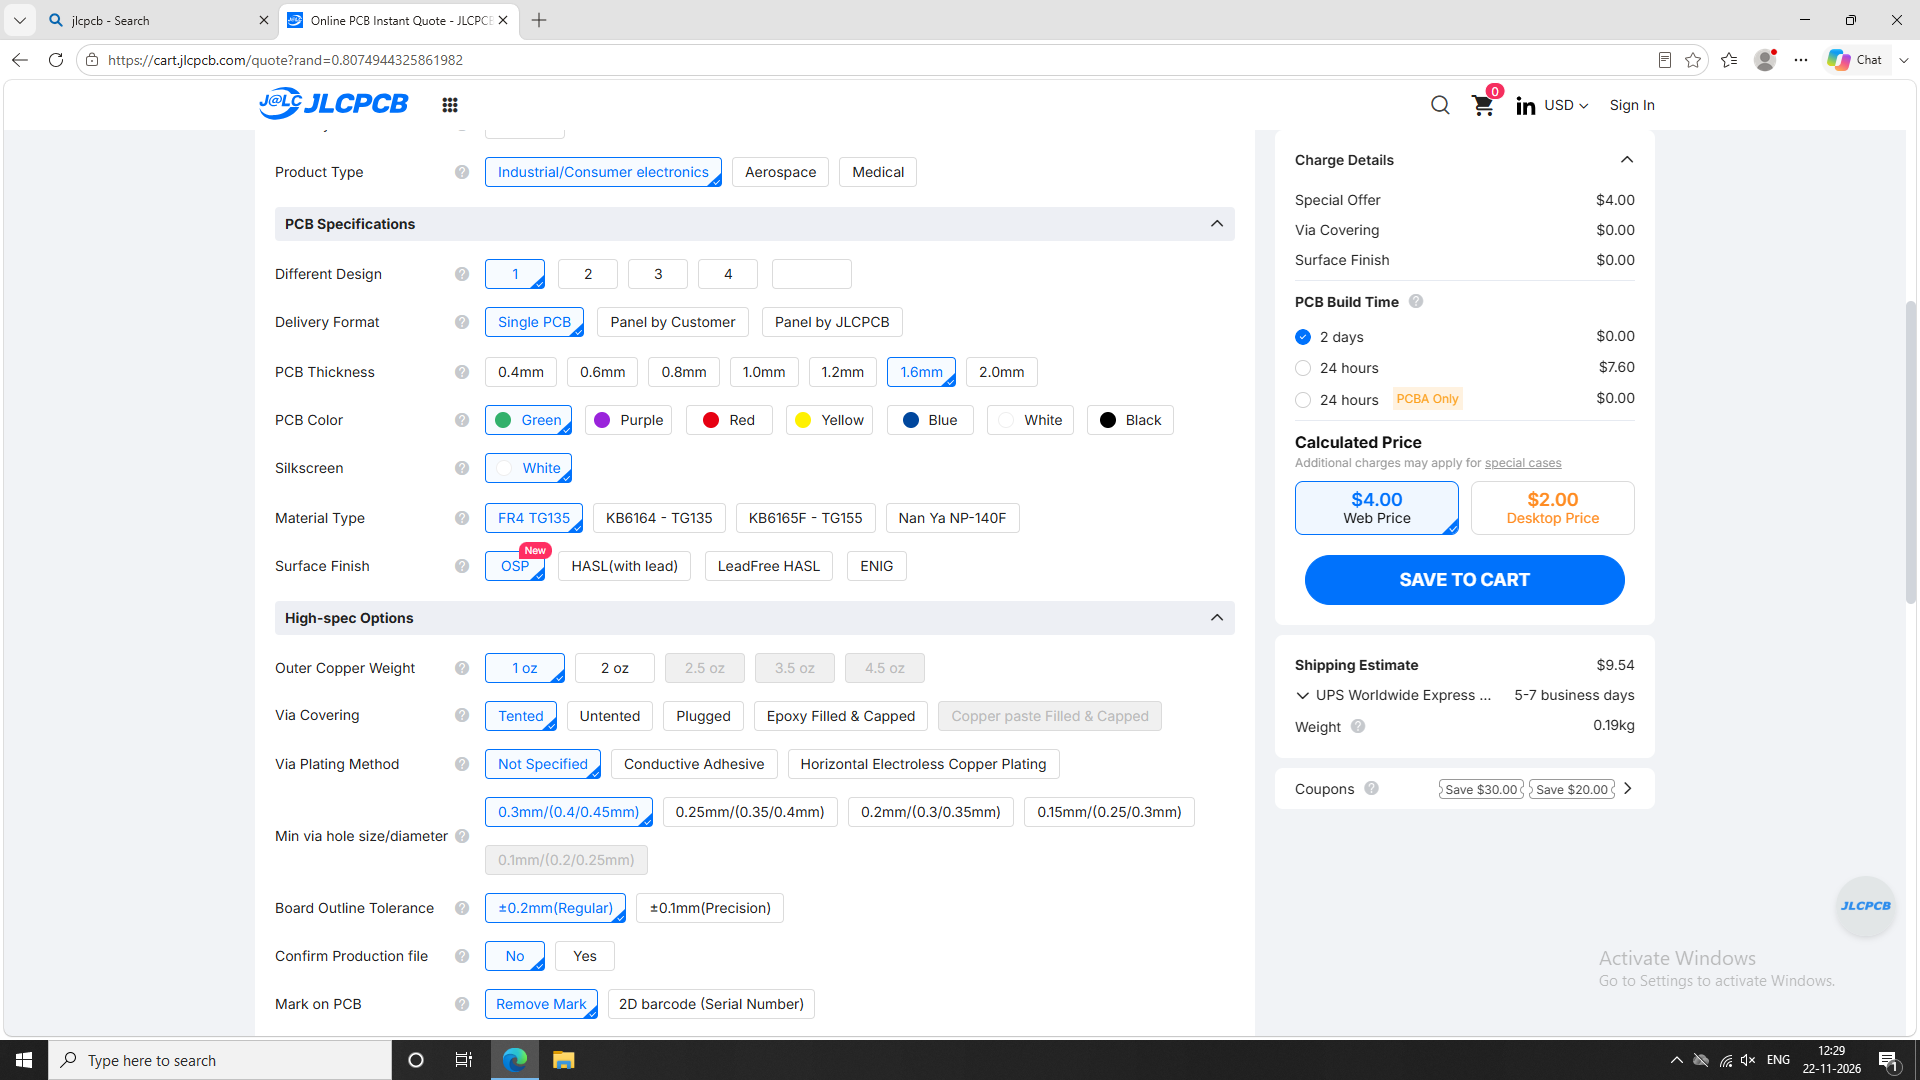 jlcpcb - Search
Online PCB Instant Quote - JLCPCB
https://cart.jlcpcb.com/quote?rand=0.8074944325861982
Chat
J@LC JLCPCB
0
in USD
Sign In
Product Type
Industrial/Consumer electronics
Aerospace
Medical
PCB Specifications
Different Design
1
2
3
4
Delivery Format
Single PCB
Panel by Customer
Panel by JLCPCB
PCB Thickness
0.4mm
0.6mm
0.8mm
1.0mm
1.2mm
1.6mm
2.0mm
PCB Color
Green
Purple
Red
Yellow
Blue
White
Black
Silkscreen
White
Material Type
FR4 TG135
KB6164 - TG135
KB6165F - TG155
Nan Ya NP-140F
Surface Finish
New
OSP
HASL(with lead)
LeadFree HASL
ENIG
High-spec Options
Outer Copper Weight
1 oz
2 oz
2.5 oz
3.5 oz
4.5 oz
Via Covering
Tented
Untented
Plugged
Epoxy Filled & Capped
Copper paste Filled & Capped
Via Plating Method
Not Specified
Conductive Adhesive
Horizontal Electroless Copper Plating
Min via hole size/diameter
0.3mm/(0.4/0.45mm)
0.25mm/(0.35/0.4mm)
0.2mm/(0.3/0.35mm)
0.15mm/(0.25/0.3mm)
0.1mm/(0.2/0.25mm)
Board Outline Tolerance
±0.2mm(Regular)
±0.1mm(Precision)
Confirm Production file
No
Yes
Mark on PCB
Remove Mark
2D barcode (Serial Number)
Charge Details
Special Offer
$4.00
Via Covering
$0.00
Surface Finish
$0.00
PCB Build Time
2 days
$0.00
24 hours
$7.60
24 hours
PCBA Only
$0.00
Calculated Price
Additional charges may apply for special cases
$4.00
Web Price
$2.00
Desktop Price
SAVE TO CART
Shipping Estimate
$9.54
UPS Worldwide Express ...
5-7 business days
Weight
0.19kg
Coupons
Save $30.00
Save $20.00
JLCPCB
Activate Windows
Go to Settings to activate Windows.
Type here to search
ENG
12:29
22-11-2026
1